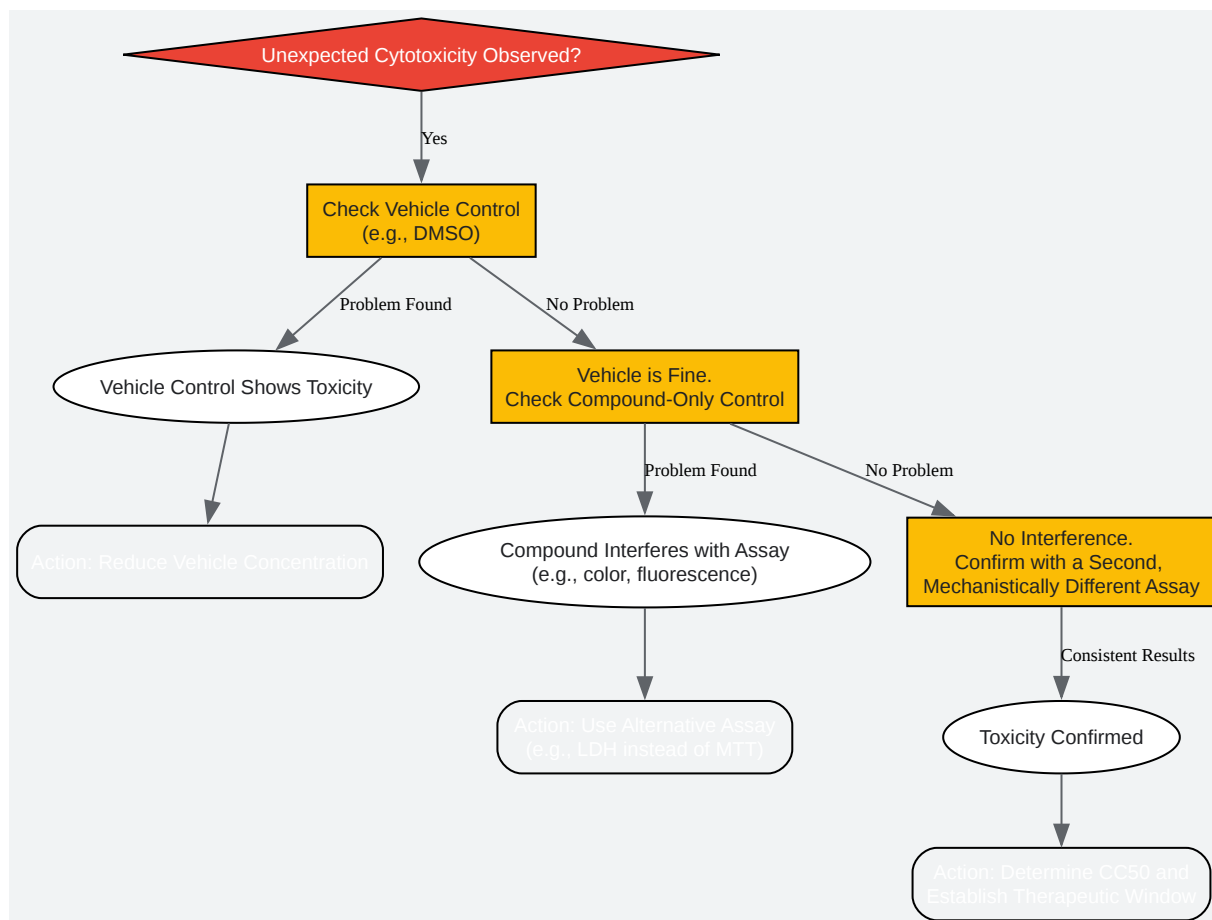 Unexpected Cytotoxicity Observed?
Yes
Check Vehicle Control
(e.g., DMSO)
Problem Found
No Problem
Vehicle Control Shows Toxicity
Vehicle is Fine.
Check Compound-Only Control
Problem Found
No Problem
Action: Reduce Vehicle Concentration
Compound Interferes with Assay
(e.g., color, fluorescence)
No Interference.
Confirm with a Second,
Mechanistically Different Assay
Consistent Results
Action: Use Alternative Assay
(e.g., LDH instead of MTT)
Toxicity Confirmed
Action: Determine CC50 and
Establish Therapeutic Window